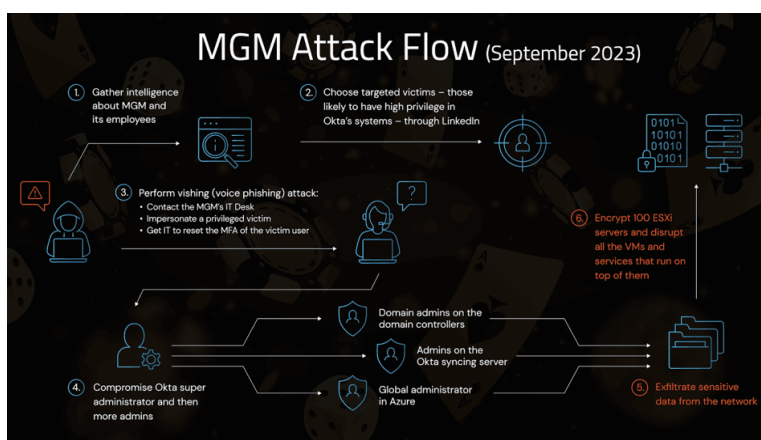 MGM Attack Flow (September 2023)
1. Gather intelligence
about MGM and
its employees
2. Choose targeted victims – those
likely to have high privilege in
Okta's systems – through LinkedIn
3. Perform vishing (voice phishing) attack:
• Contact the MGM's IT Desk
• Impersonate a privileged victim
• Get IT to reset the MFA of the victim user
?
0101
10101
01010
0101
6. Encrypt 100 ESXi
servers and disrupt
all the VMs and
services that run on
top of them
Domain admins on the
domain controllers
Admins on the
Okta syncing server
Global administrator
in Azure
4. Compromise Okta super
administrator and then
more admins
5. Exfiltrate sensitive
data from the network